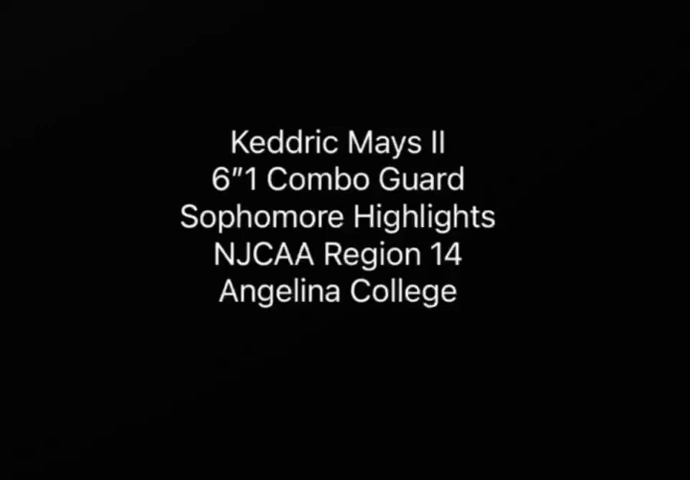 Keddric Mays II
6”1 Combo Guard
Sophomore Highlights
NJCAA Region 14
Angelina College